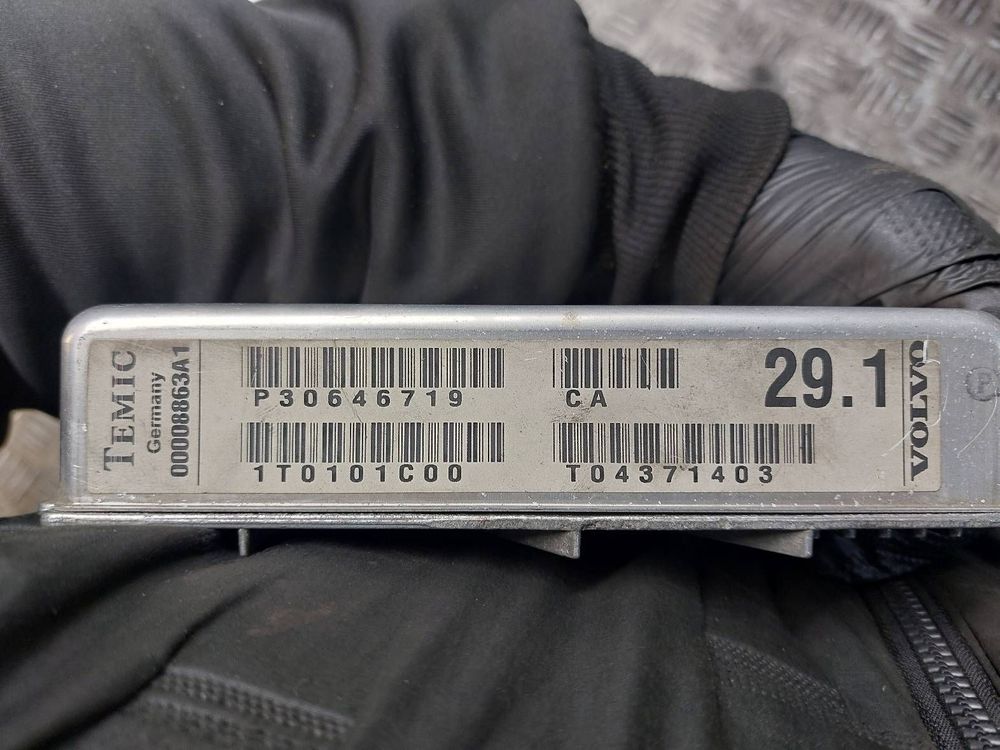 TEMIC
Germany
00008863A1
P30646719
CA
29.1
1T0101C00
T04371403
VOLVO
P